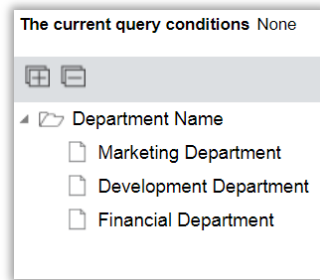 The current query conditions None
Department Name
Marketing Department
Development Department
Financial Department